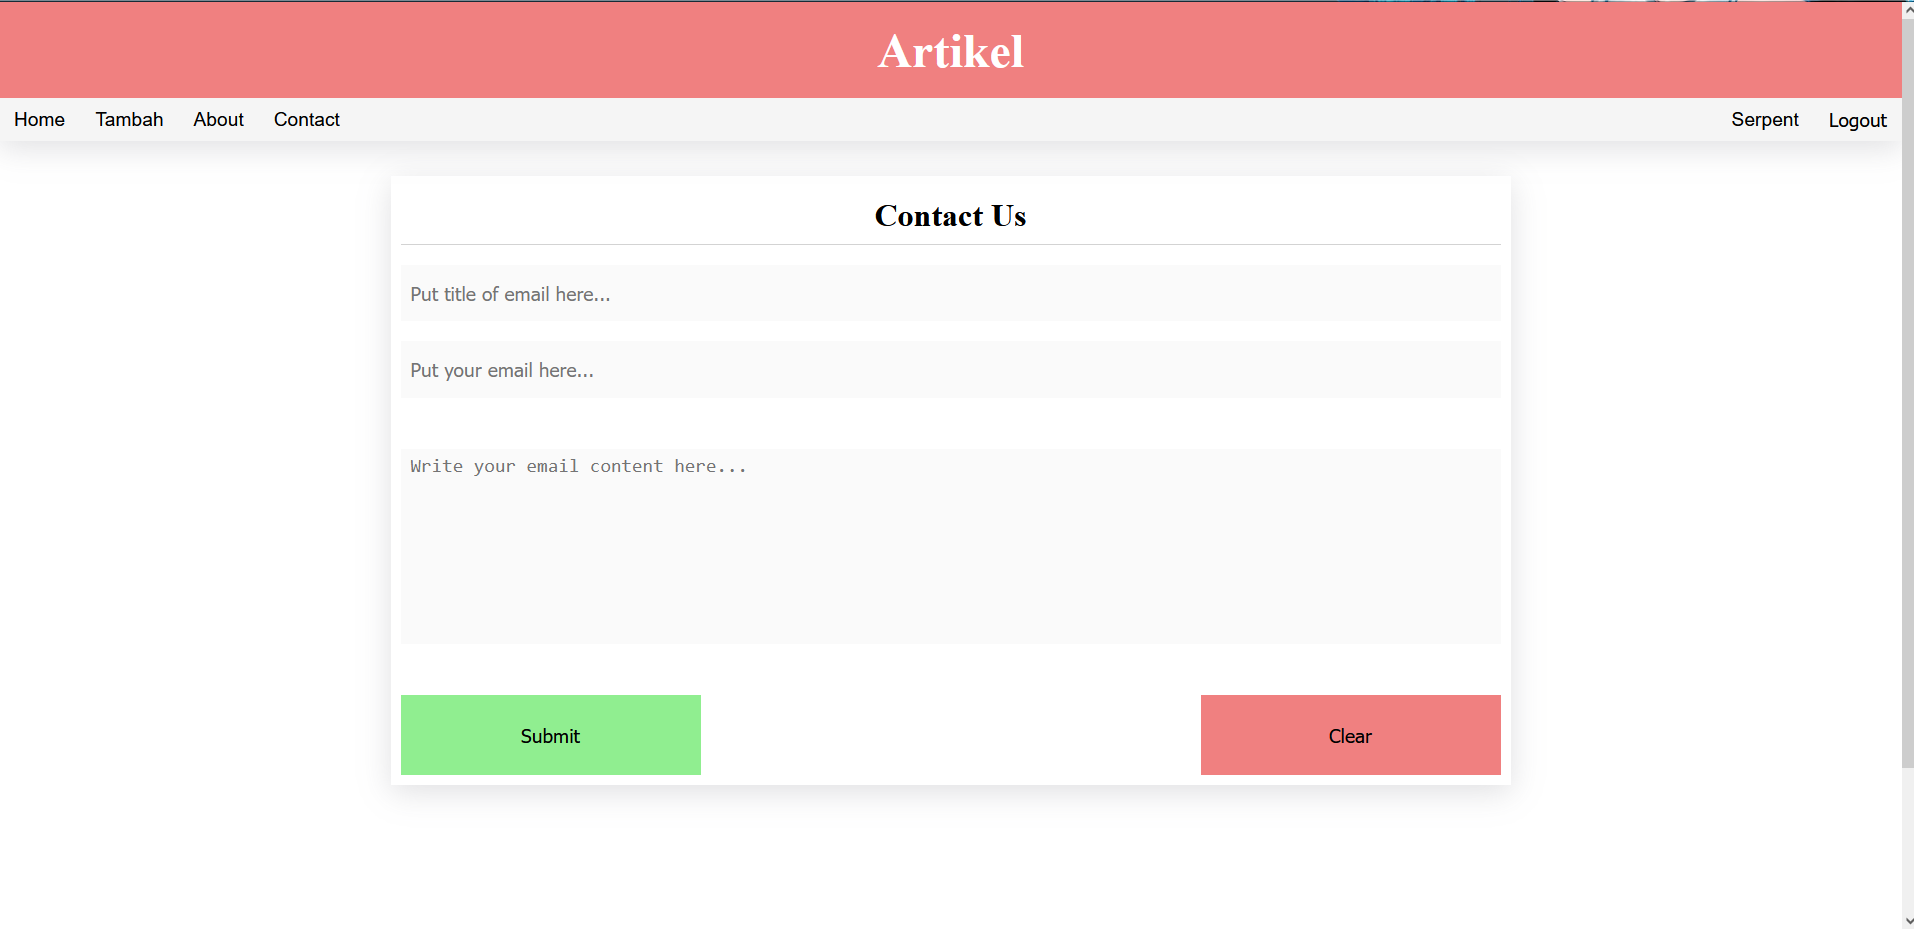 Artikel
Home Tambah About Contact Serpent Logout
Contact Us
Put title of email here...
Put your email here...
Write your email content here...
Submit Clear